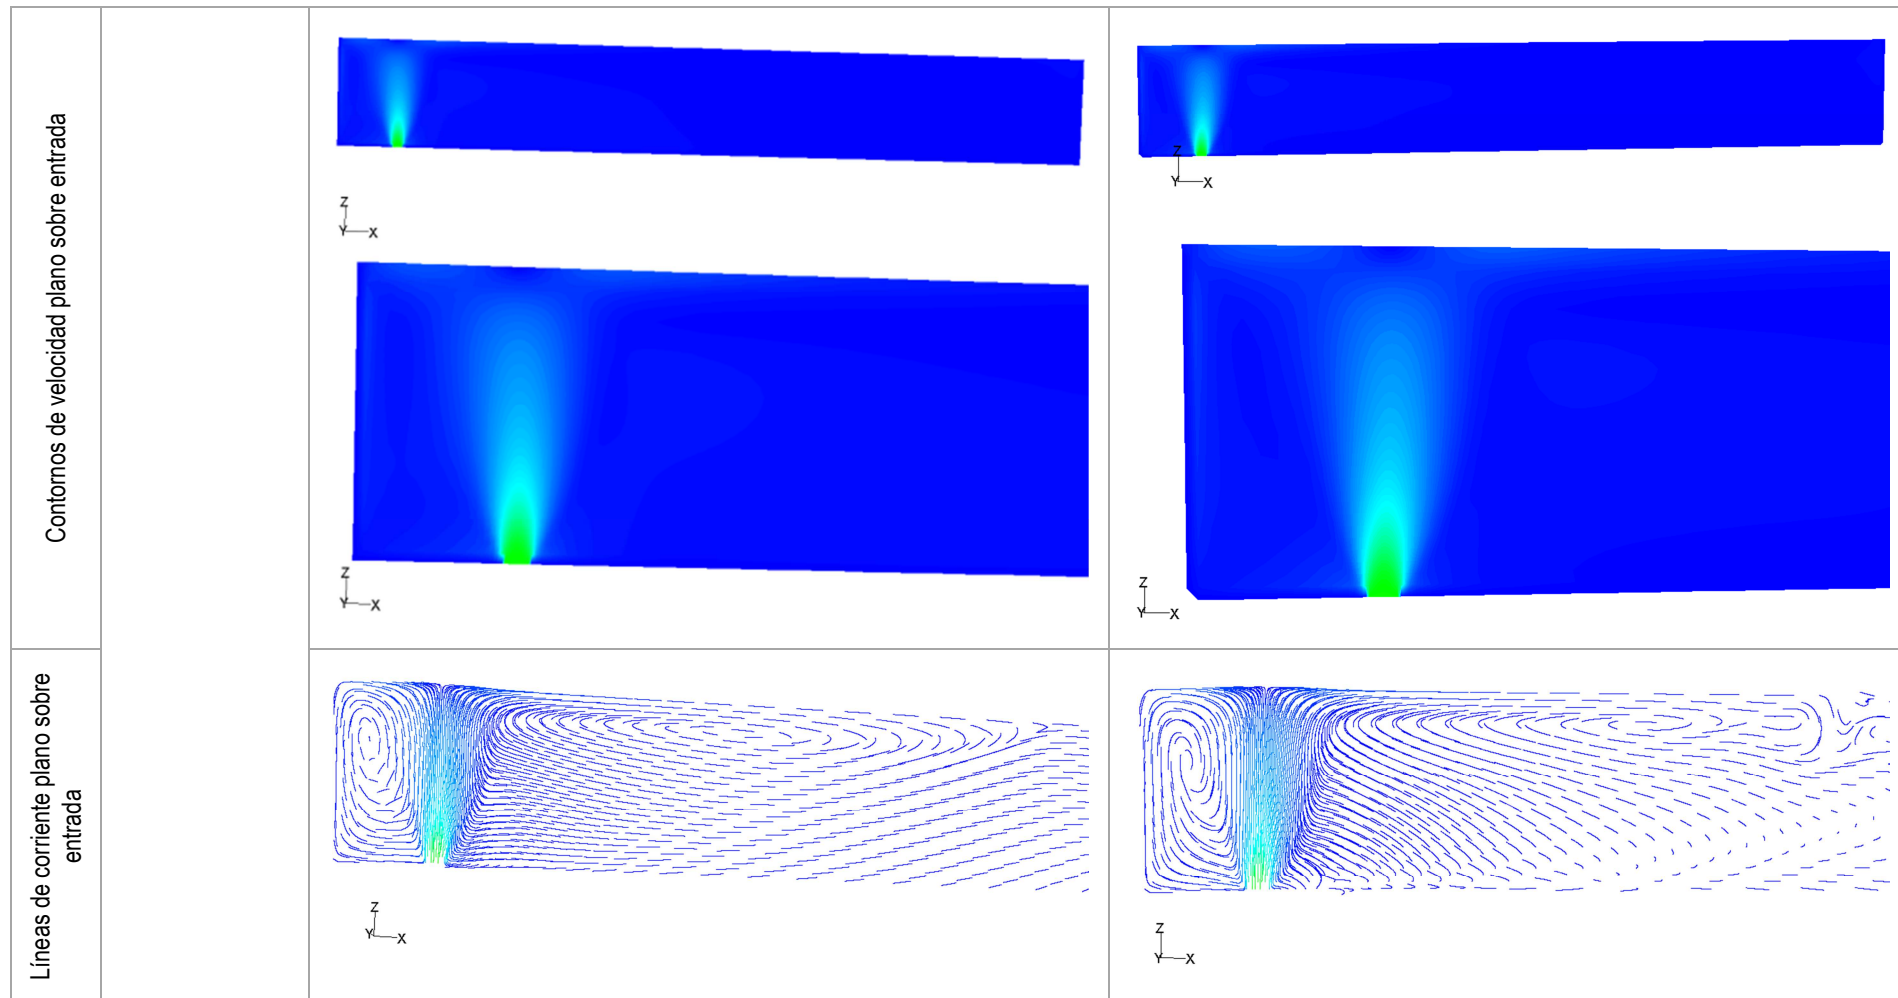 Contornos de velocidad plano sobre entrada
Z
Y X
Z
Y X
Z
Y X
Z
Y X
Líneas de corriente plano sobre
entrada
Z
Y X
Z
Y X